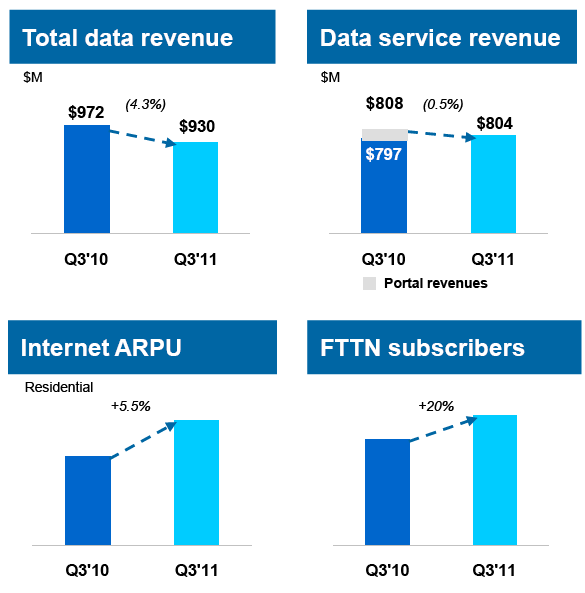 Total data revenue
$M
$972
(4.3%)
$930
Q3'10
Q3'11
Data service revenue
$M
$808
(0.5%)
$804
$797
Q3'10
Q3'11
Portal revenues
Internet ARPU
Residential
+5.5%
Q3'10
Q3'11
FTTN subscribers
+20%
Q3'10
Q3'11